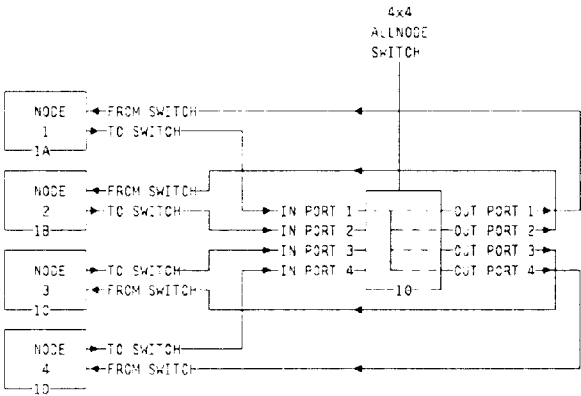 4x4
ALLNODE
SWITCH
NODE
1
1A
FROM SWITCH
TO SWITCH
NODE
2
1B
FROM SWITCH
TO SWITCH
NODE
3
1C
TO SWITCH
FROM SWITCH
NODE
4
1D
TO SWITCH
FROM SWITCH
IN PORT 1
IN PORT 2
IN PORT 3
IN PORT 4
10
OUT PORT 1
OUT PORT 2
OUT PORT 3
OUT PORT 4